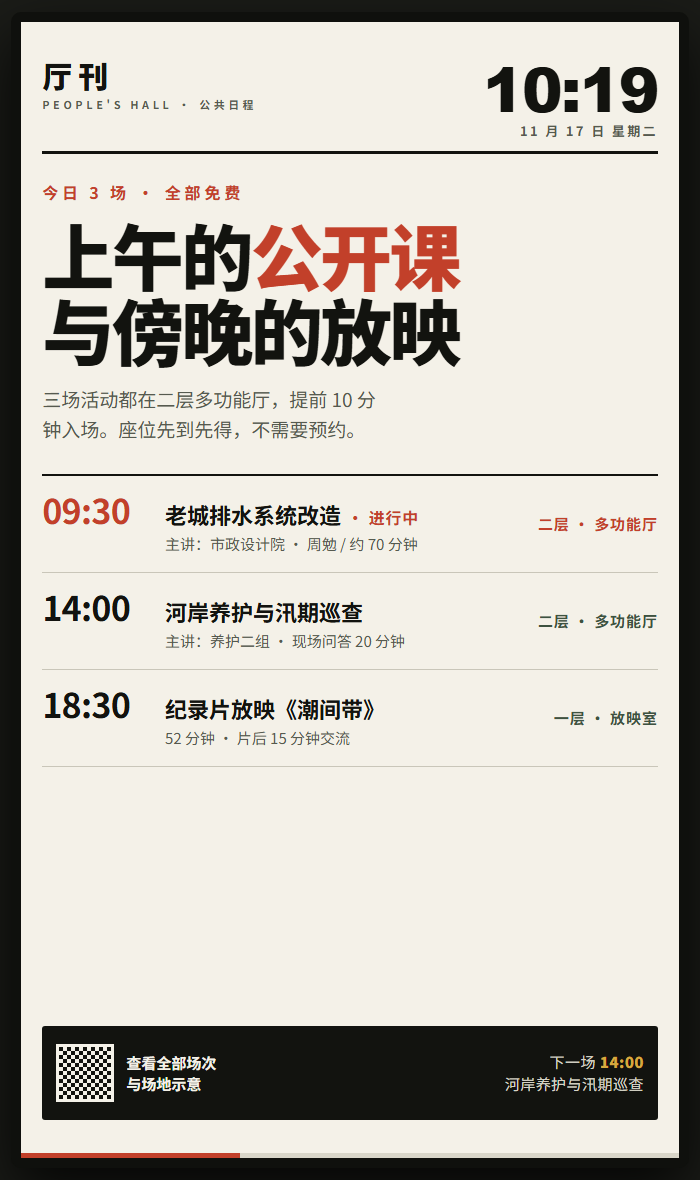 厅刊
PEOPLE'S HALL · 公共日程
10:19
11 月 17 日 星期二
今日 3 场 · 全部免费
上午的公开课
与傍晚的放映
三场活动都在二层多功能厅，提前 10 分
钟入场。座位先到先得，不需要预约。
09:30
老城排水系统改造 · 进行中
主讲：市政设计院 · 周勉 / 约 70 分钟
二层 · 多功能厅
14:00
河岸养护与汛期巡查
主讲：养护二组 · 现场问答 20 分钟
二层 · 多功能厅
18:30
纪录片放映《潮间带》
52 分钟 · 片后 15 分钟交流
一层 · 放映室
查看全部场次
与场地示意
下一场 14:00
河岸养护与汛期巡查